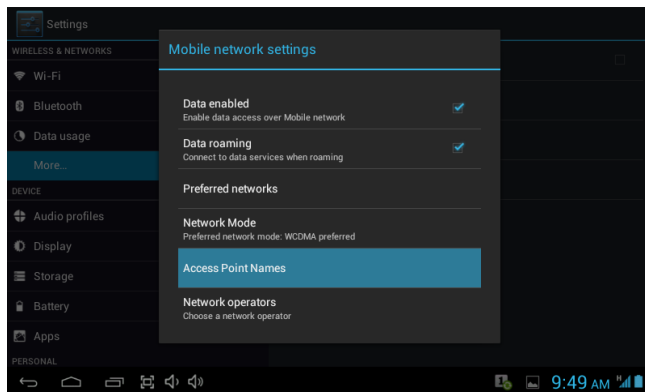 Settings
WIRELESS & NETWORKS
Wi-Fi
Bluetooth
Data usage
More...
DEVICE
Audio profiles
Display
Storage
Battery
Apps
PERSONAL
Mobile network settings
Data enabled
Enable data access over Mobile network
Data roaming
Connect to data services when roaming
Preferred networks
Network Mode
Preferred network mode: WCDMA preferred
Access Point Names
Network operators
Choose a network operator
9:49 AM